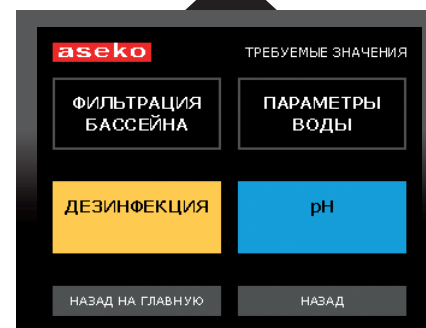 aseko
ТРЕБУЕМЫЕ ЗНАЧЕНИЯ
ФИЛЬТРАЦИЯ
БАССЕЙНА
ПАРАМЕТРЫ
ВОДЫ
ДЕЗИНФЕКЦИЯ
pH
НАЗАД НА ГЛАВНУЮ
НАЗАД